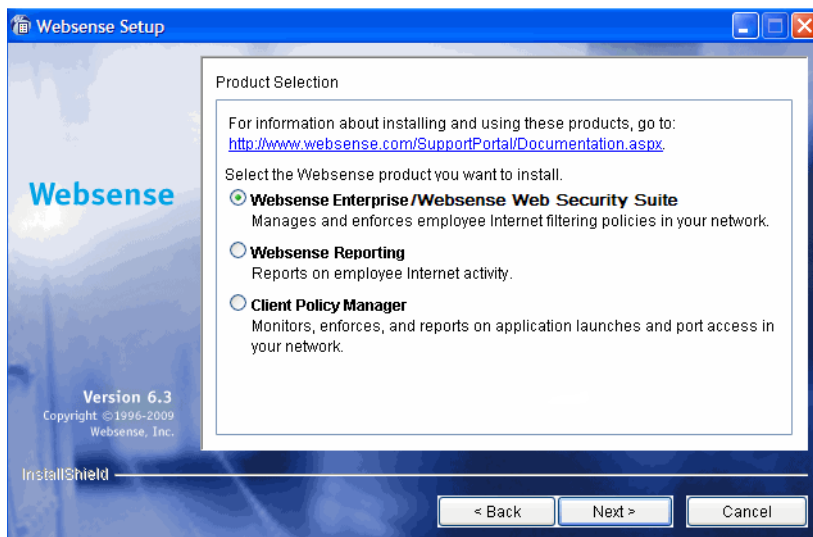 Websense Setup
Product Selection
For information about installing and using these products, go to:
http://www.websense.com/SupportPortal/Documentation.aspx.
Select the Websense product you want to install.
Websense Enterprise/Websense Web Security Suite
Manages and enforces employee Internet filtering policies in your network.
Websense Reporting
Reports on employee Internet activity.
Client Policy Manager
Monitors, enforces, and reports on application launches and port access in
your network.
Websense
Version 6.3
Copyright ©1996-2009
Websense, Inc.
InstallShield
< Back
Next >
Cancel